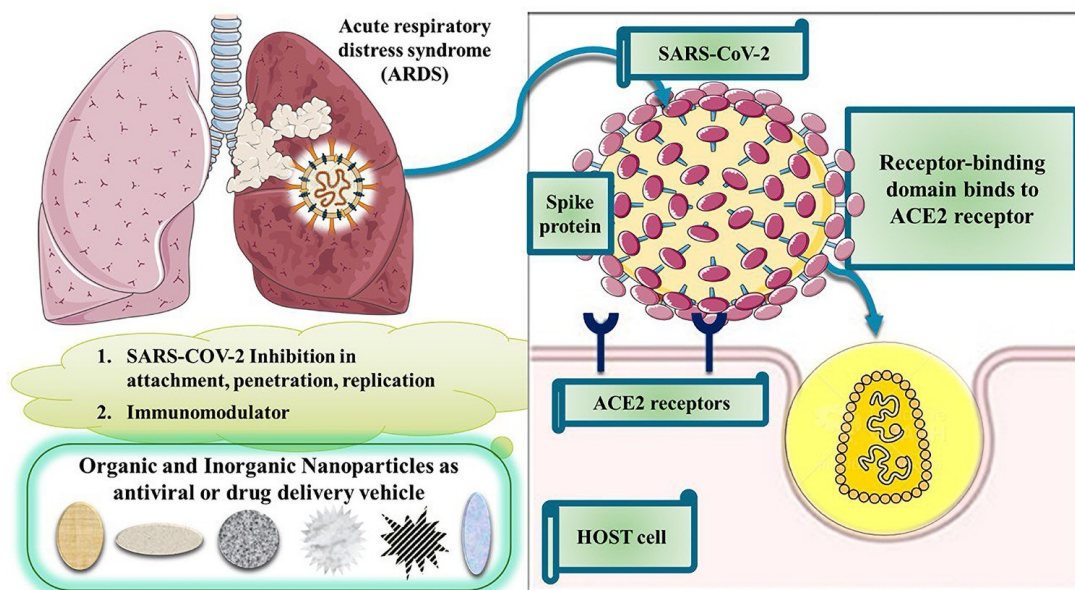 Acute respiratory
distress syndrome
(ARDS)
1. SARS-COV-2 Inhibition in
attachment, penetration, replication
2. Immunomodulator
Organic and Inorganic Nanoparticles as
antiviral or drug delivery vehicle
SARS-CoV-2
Spike
protein
Receptor-binding
domain binds to
ACE2 receptor
ACE2 receptors
HOST cell